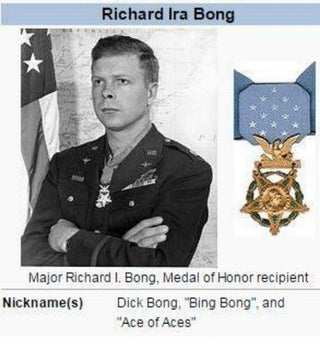 Richard Ira Bong
Major Richard I. Bong, Medal of Honor recipient
Nickname(s) Dick Bong, "Bing Bong", and
"Ace of Aces"